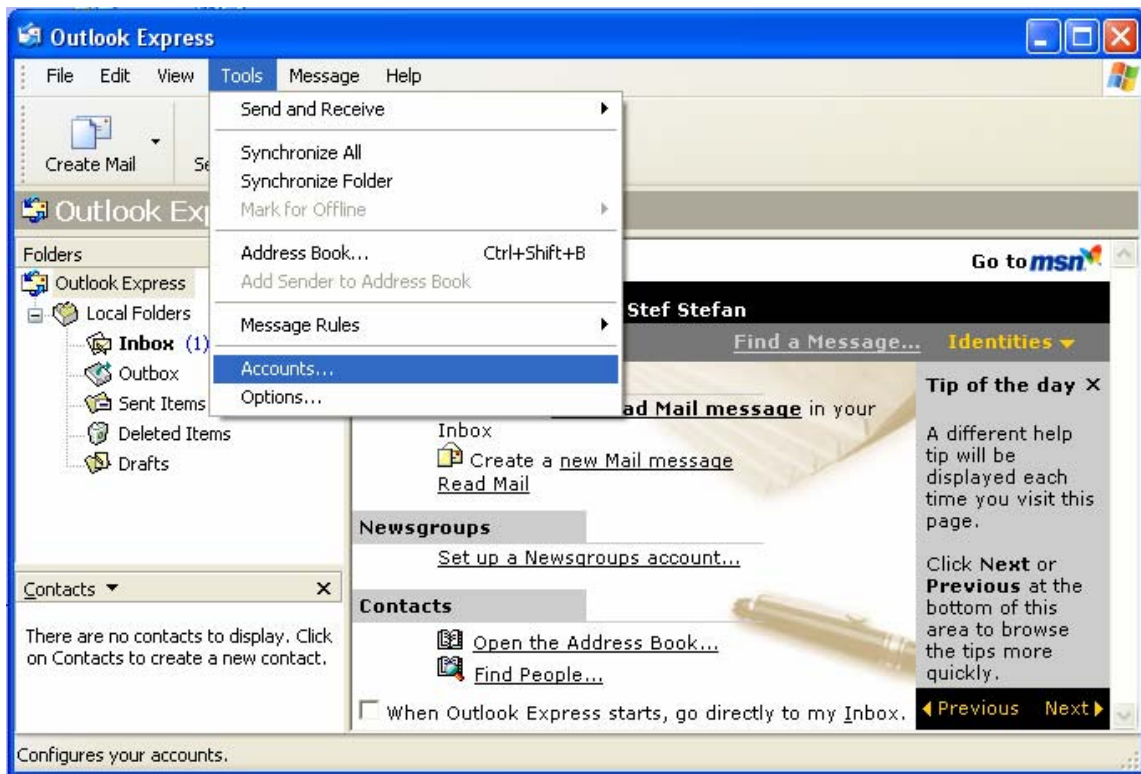 Outlook Express
File Edit View Tools Message Help
Create Mail Se
Send and Receive
Synchronize All
Synchronize Folder
Mark for Offline
Address Book... Ctrl+Shift+B
Add Sender to Address Book
Message Rules
Accounts...
Options...
Outlook Exp
Folders
Outlook Express
Local Folders
Inbox (1)
Outbox
Sent Items
Deleted Items
Drafts
Contacts
There are no contacts to display. Click
on Contacts to create a new contact.
Go to msn
Stef Stefan
Find a Message... Identities
ad Mail message in your
Inbox
Create a new Mail message
Read Mail
Newsgroups
Set up a Newsgroups account...
Contacts
Open the Address Book...
Find People...
When Outlook Express starts, go directly to my Inbox.
Tip of the day
A different help
tip will be
displayed each
time you visit this
page.
Click Next or
Previous at the
bottom of this
area to browse
the tips more
quickly.
Previous Next
Configures your accounts.